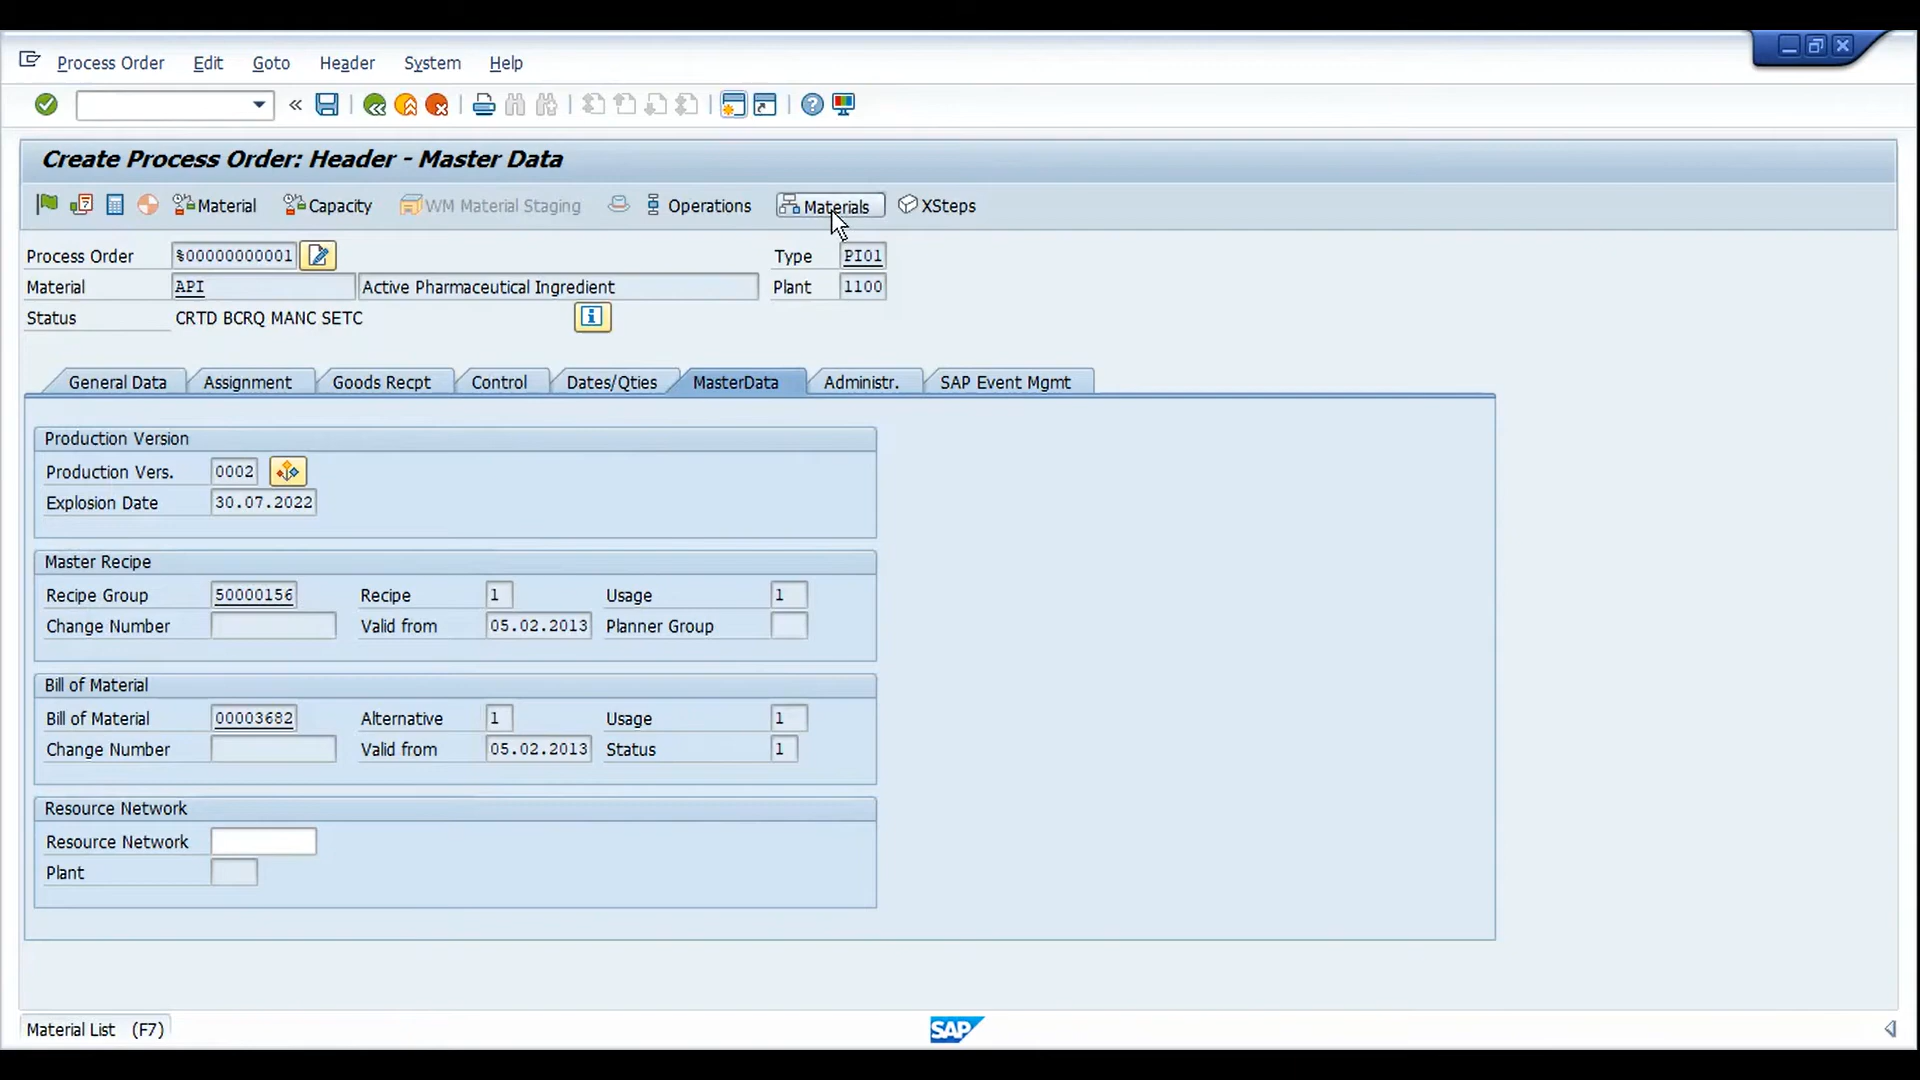 Process Order Edit Goto Header System Help
Create Process Order: Header - Master Data
Material Capacity WM Material Staging Operations Materials XSteps
Process Order %00000000001 Type PI01
Material API Active Pharmaceutical Ingredient Plant 1100
Status CRTD BCRQ MANC SETC
General Data Assignment Goods Recpt Control Dates/Qties MasterData Administr. SAP Event Mgmt
Production Version
Production Vers. 0002
Explosion Date 30.07.2022
Master Recipe
Recipe Group 50000156 Recipe 1 Usage 1
Change Number Valid from 05.02.2013 Planner Group
Bill of Material
Bill of Material 00003682 Alternative 1 Usage 1
Change Number Valid from 05.02.2013 Status 1
Resource Network
Resource Network
Plant
Material List (F7) SAP